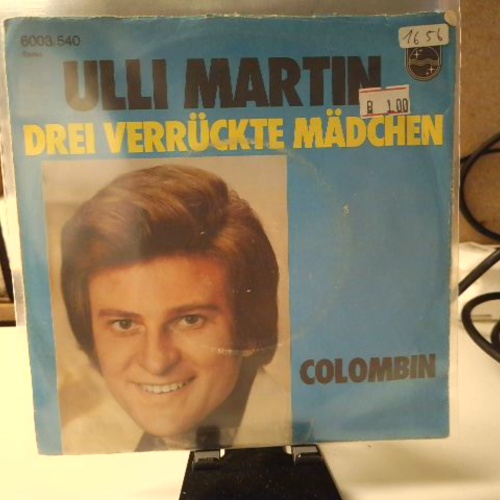 6003 540
1656
ULLI MARTIN
B 1.00
DREI VERRÜCKTE MÄDCHEN
COLOMBIN